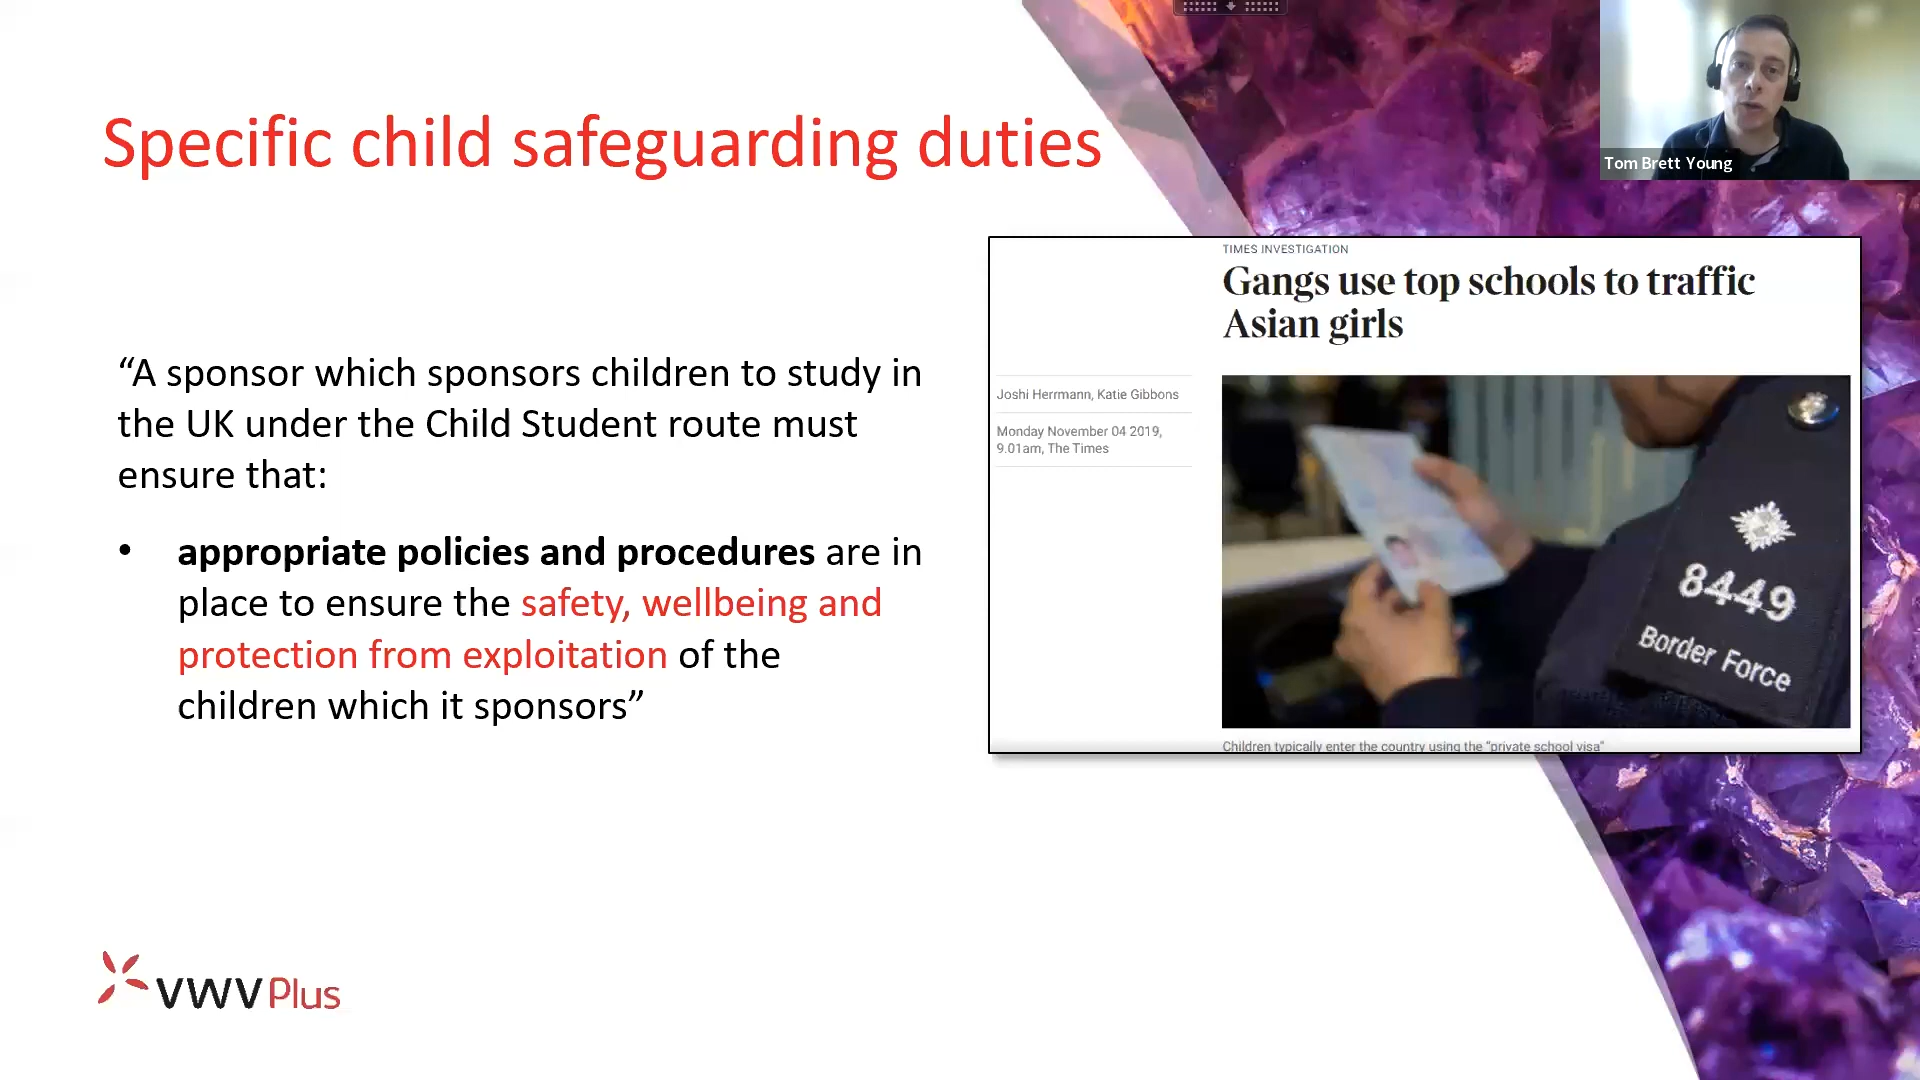 Specific child safeguarding duties
Tom Brett Young
“A sponsor which sponsors children to study in
the UK under the Child Student route must
ensure that:
• appropriate policies and procedures are in
place to ensure the safety, wellbeing and
protection from exploitation of the
children which it sponsors”
TIMES INVESTIGATION
Gangs use top schools to traffic
Asian girls
Joshi Herrmann, Katie Gibbons
Monday November 04 2019,
9.01am, The Times
8449
Border Force
Children typically enter the country using the “private school visa”
VWV Plus